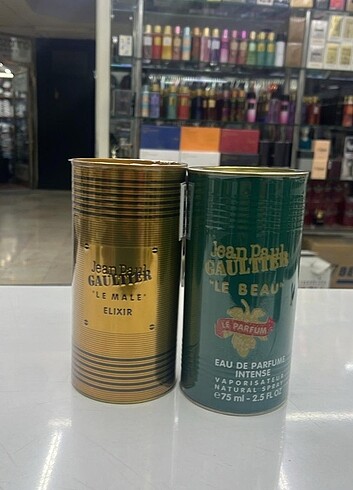 Jean Paul
GAULTIER
"LE MALE"
ELIXIR
Jean Paul
GAULTIER
"LE BEAU"
LE PARFUM
EAU DE PARFUM
INTENSE
VAPORISATEUR
NATURAL SPRAY
℮75 ml - 2.5 FL OZ